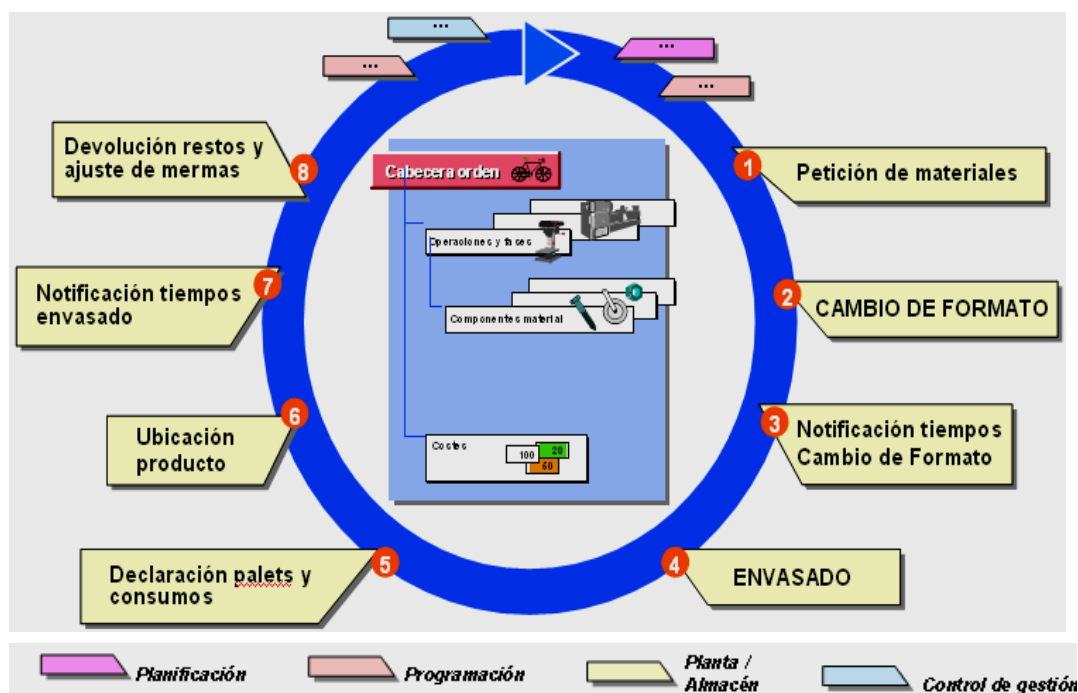 ...
...
...
...
Devolución restos y
ajuste de mermas
8
1
Petición de materiales
Cabecera orden
Operaciones y fases
Notificación tiempos
envasado
7
2
CAMBIO DE FORMATO
Componentes material
6
Ubicación
producto
3
Notificación tiempos
Cambio de Formato
Costes
100
20
60
Declaración palets y
consumos
5
4
ENVASADO
Planificación
Programación
Planta /
Almacén
Control de gestión